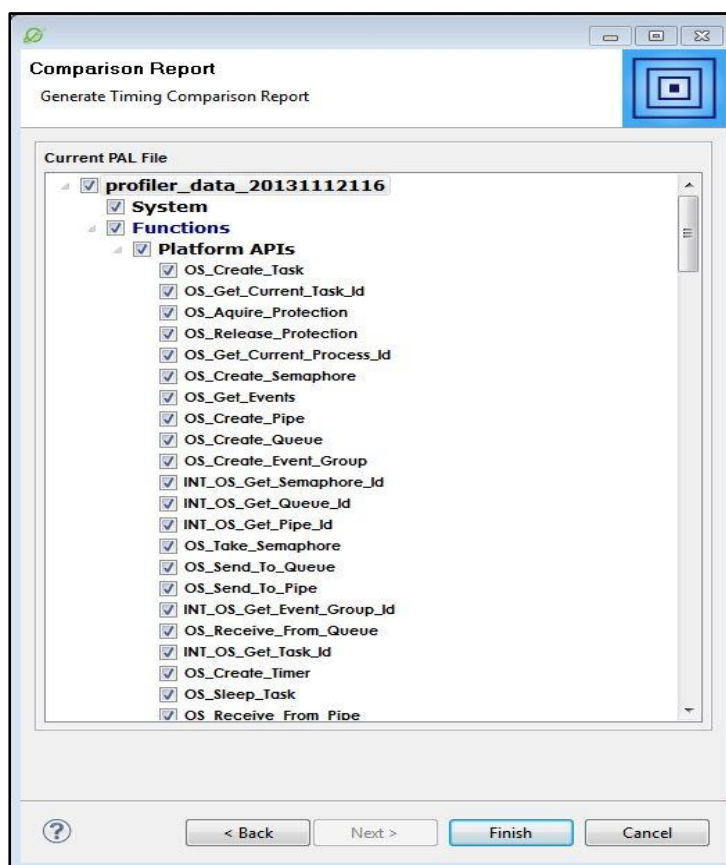 Comparison Report
Generate Timing Comparison Report
Current PAL File
profiler_data_20131112116
System
Functions
Platform APIs
OS_Create_Task
OS_Get_Current_Task_Id
OS_Aquire_Protection
OS_Release_Protection
OS_Get_Current_Process_Id
OS_Create_Semaphore
OS_Get_Events
OS_Create_Pipe
OS_Create_Queue
OS_Create_Event_Group
INT_OS_Get_Semaphore_Id
INT_OS_Get_Queue_Id
INT_OS_Get_Pipe_Id
OS_Take_Semaphore
OS_Send_To_Queue
OS_Send_To_Pipe
INT_OS_Get_Event_Group_Id
OS_Receive_From_Queue
INT_OS_Get_Task_Id
OS_Create_Timer
OS_Sleep_Task
OS_Receive_From_Pipe
? < Back Next > Finish Cancel